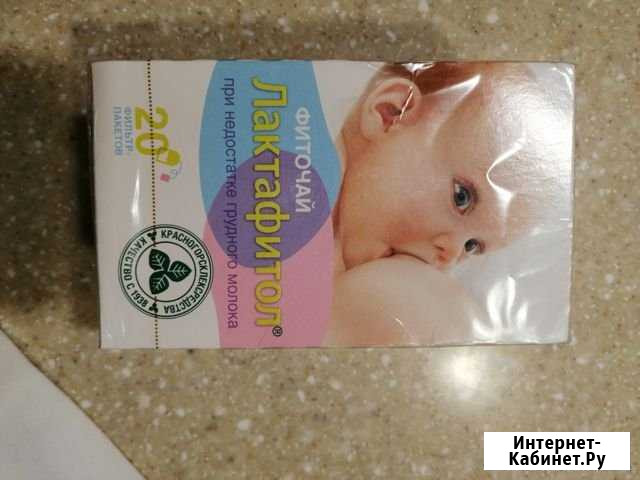 ФИТОЧАЙ
Лактафитол®
при недостатке грудного молока
20
ФИЛЬТР-
ПАКЕТОВ
КРАСНОГОРСКЛЕКСРЕДСТВА
КАЧЕСТВО С 1938
Интернет-
Кабинет.Ру